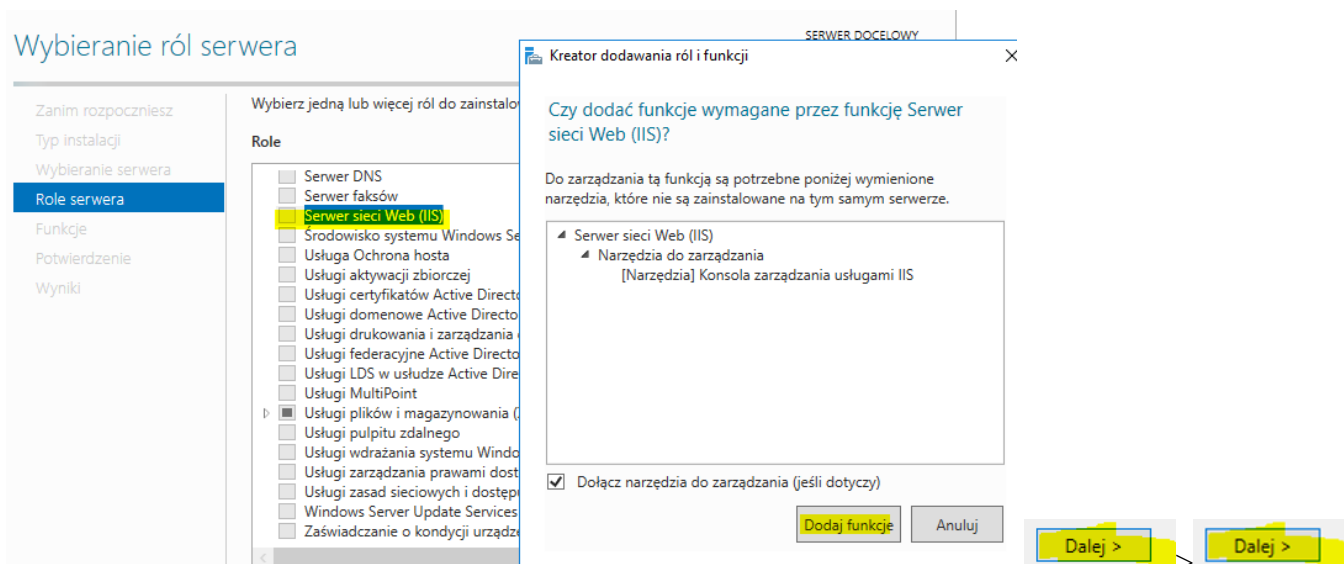 Wybieranie ról serwera
SERWER DOCELOWY
Zanim rozpoczniesz
Typ instalacji
Wybieranie serwera
Role serwera
Funkcje
Potwierdzenie
Wyniki
Wybierz jedną lub więcej ról do zainstalo
Role
Serwer DNS
Serwer faksów
Serwer sieci Web (IIS)
Środowisko systemu Windows Se
Usługa Ochrona hosta
Usługi aktywacji zbiorczej
Usługi certyfikatów Active Directo
Usługi domenowe Active Directo
Usługi drukowania i zarządzania
Usługi federacyjne Active Directo
Usługi LDS w usłudze Active Dire
Usługi MultiPoint
Usługi plików i magazynowania (
Usługi pulpitu zdalnego
Usługi wdrażania systemu Windo
Usługi zarządzania prawami dost
Usługi zasad sieciowych i dostępu
Windows Server Update Services
Zaświadczanie o kondycji urządze
Kreator dodawania ról i funkcji
Czy dodać funkcje wymagane przez funkcję Serwer
sieci Web (IIS)?
Do zarządzania tą funkcją są potrzebne poniżej wymienione
narzędzia, które nie są zainstalowane na tym samym serwerze.
Serwer sieci Web (IIS)
Narzędzia do zarządzania
[Narzędzia] Konsola zarządzania usługami IIS
Dołącz narzędzia do zarządzania (jeśli dotyczy)
Dodaj funkcje
Anuluj
Dalej >
Dalej >